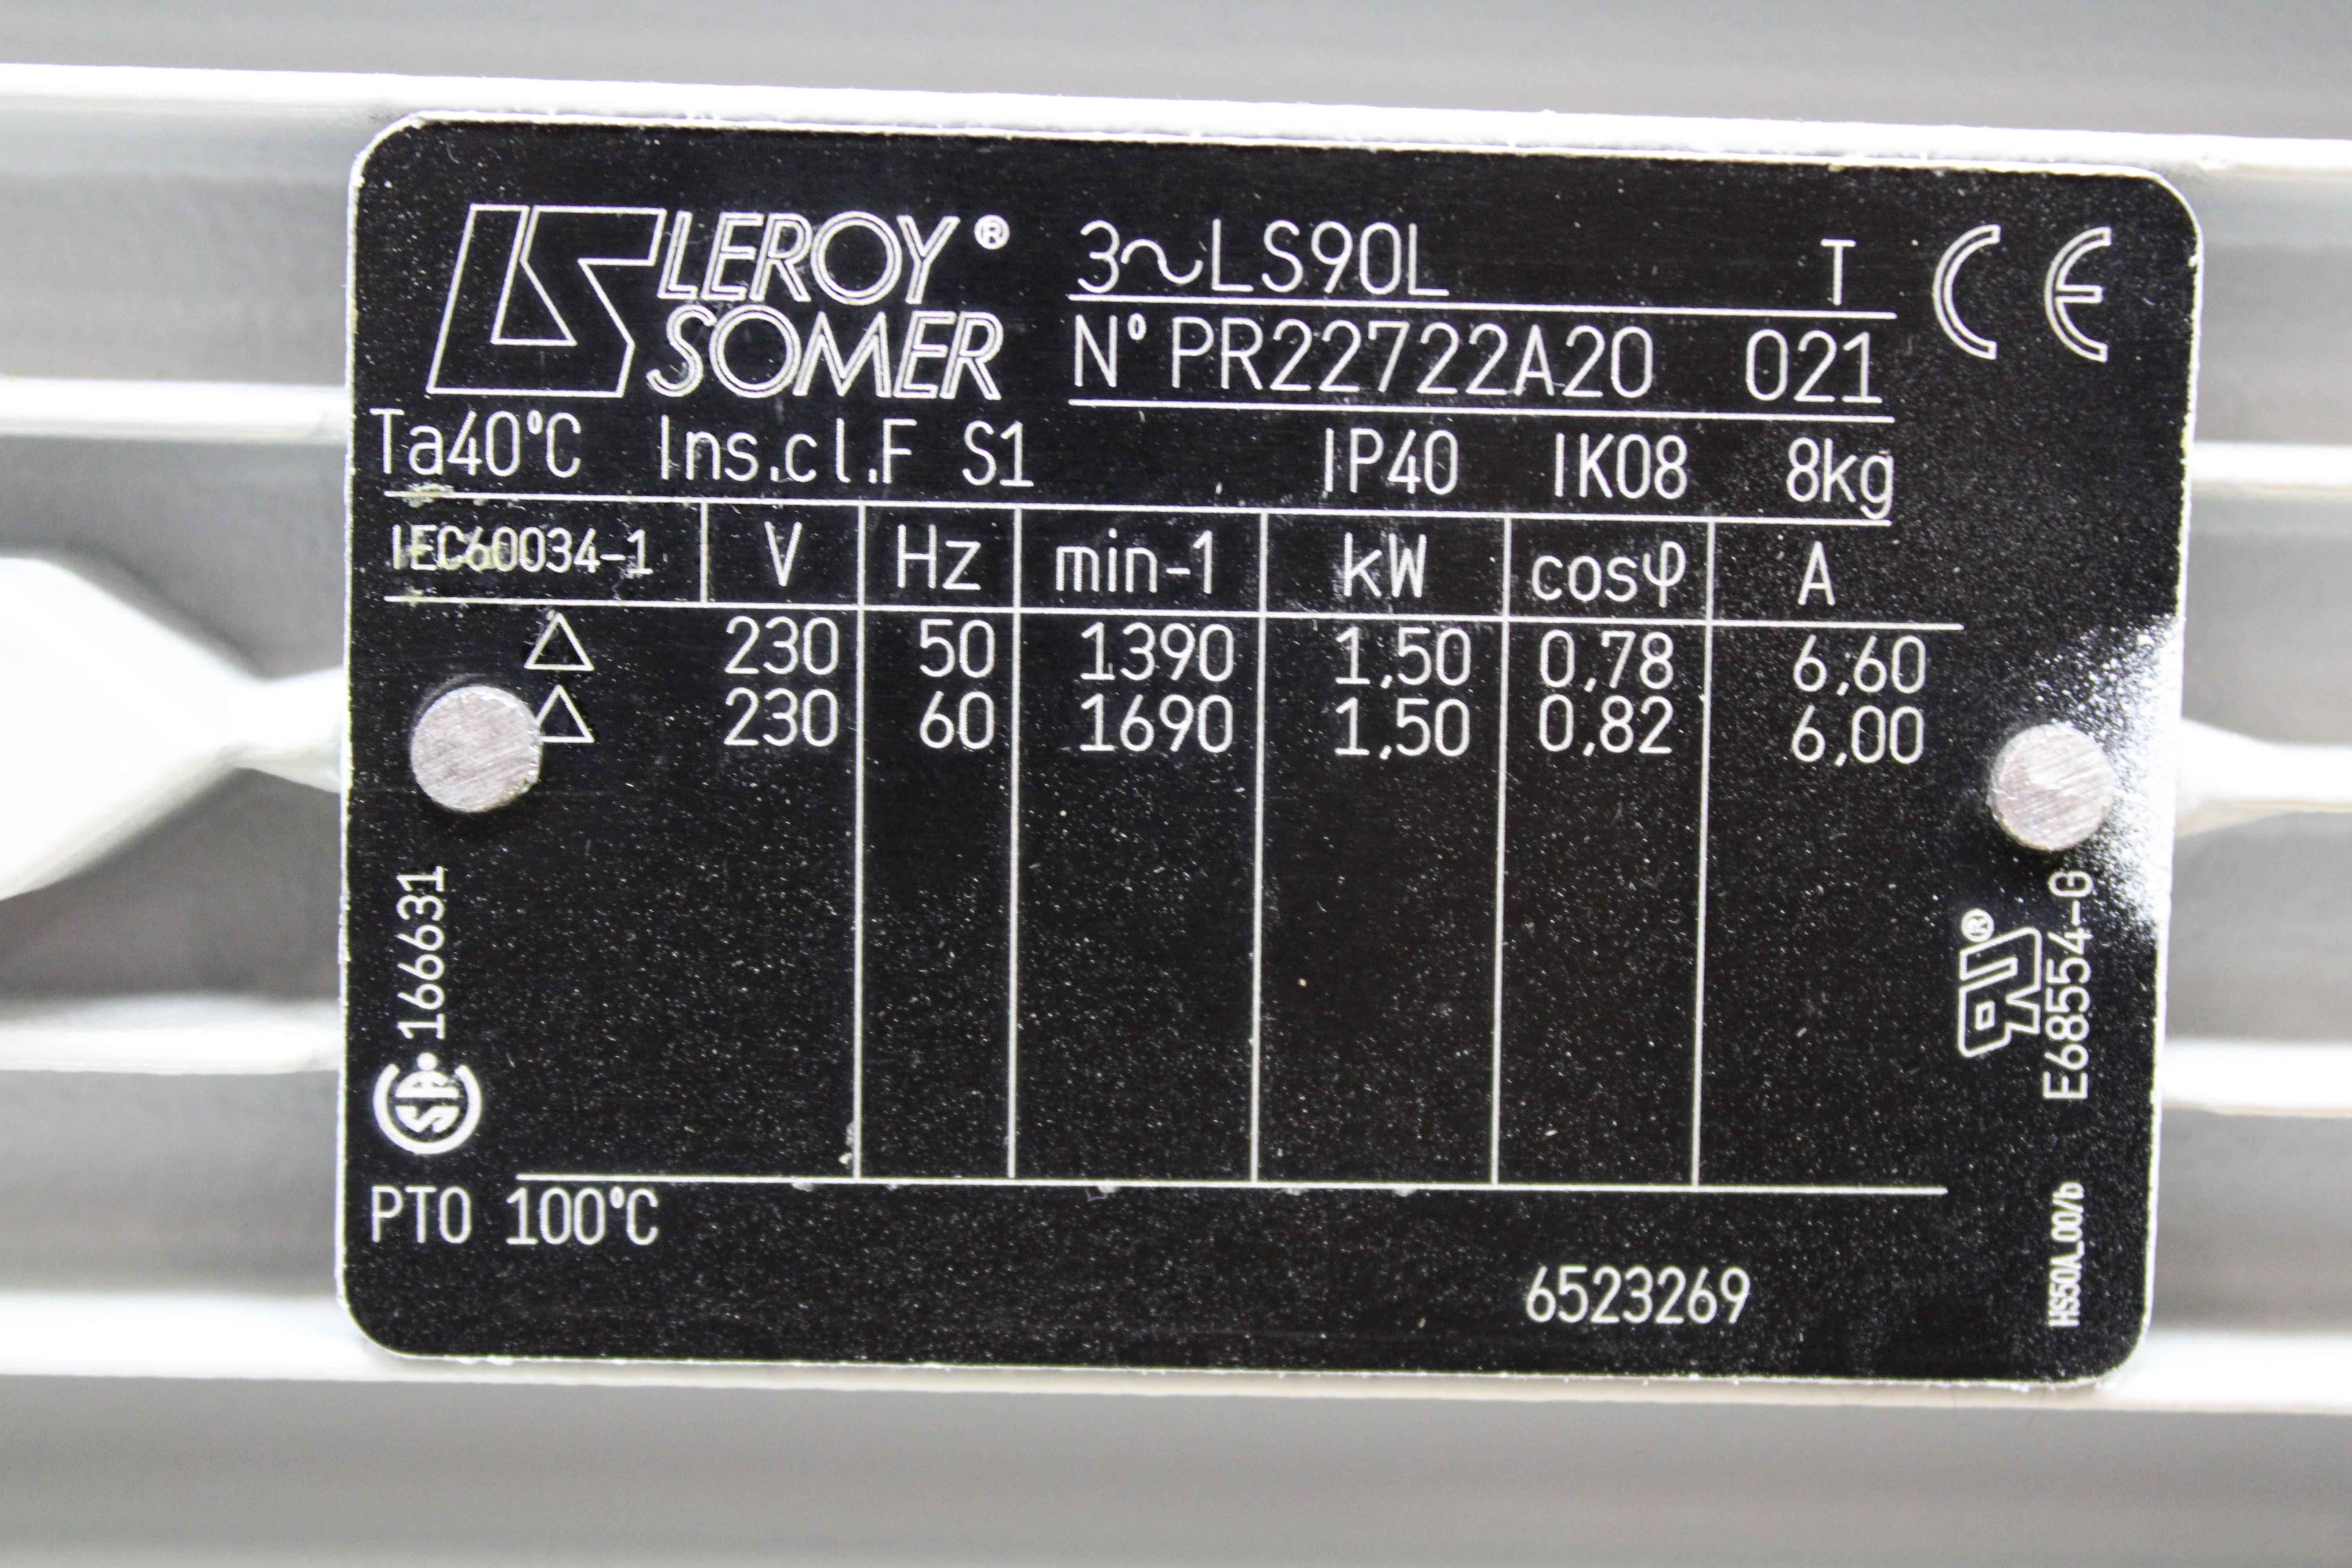 LEROY®
SOMER
3~LS90L T CE
N° PR22722A20 021
Ta40°C Ins.cl.F S1 IP40 IK08 8kg
IEC60034-1 V Hz min-1 kW cosφ A
△ 230 50 1390 1,50 0,78 6,60
△ 230 60 1690 1,50 0,82 6,00
166631
E68554-G
PTO 100°C
6523269
HS50A_00/b